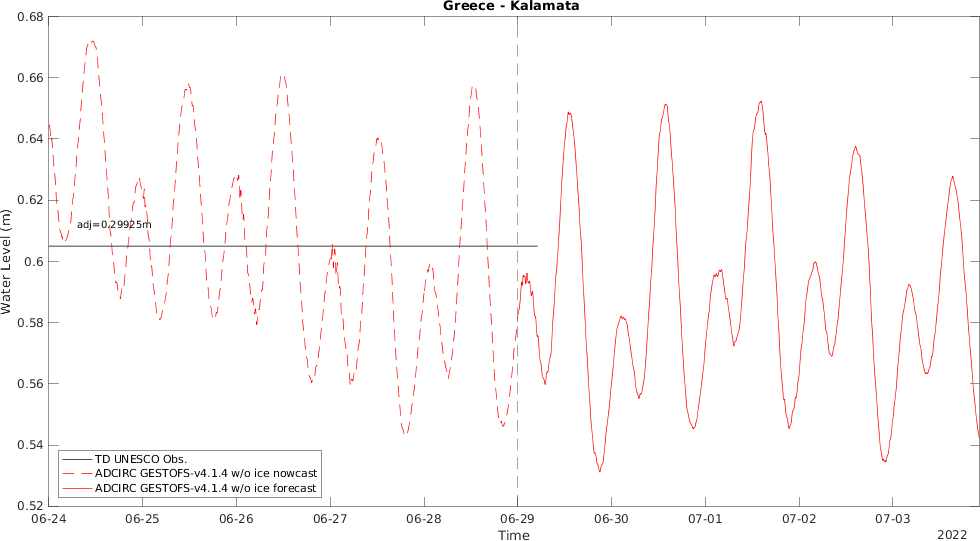 Greece - Kalamata
0.68
0.66
0.64
0.62
0.6
0.58
0.56
0.54
0.52
Water Level (m)
adj=0.29925m
TD UNESCO Obs.
ADCIRC GESTOFS-v4.1.4 w/o ice nowcast
ADCIRC GESTOFS-v4.1.4 w/o ice forecast
06-24 06-25 06-26 06-27 06-28 06-29 06-30 07-01 07-02 07-03
Time
2022